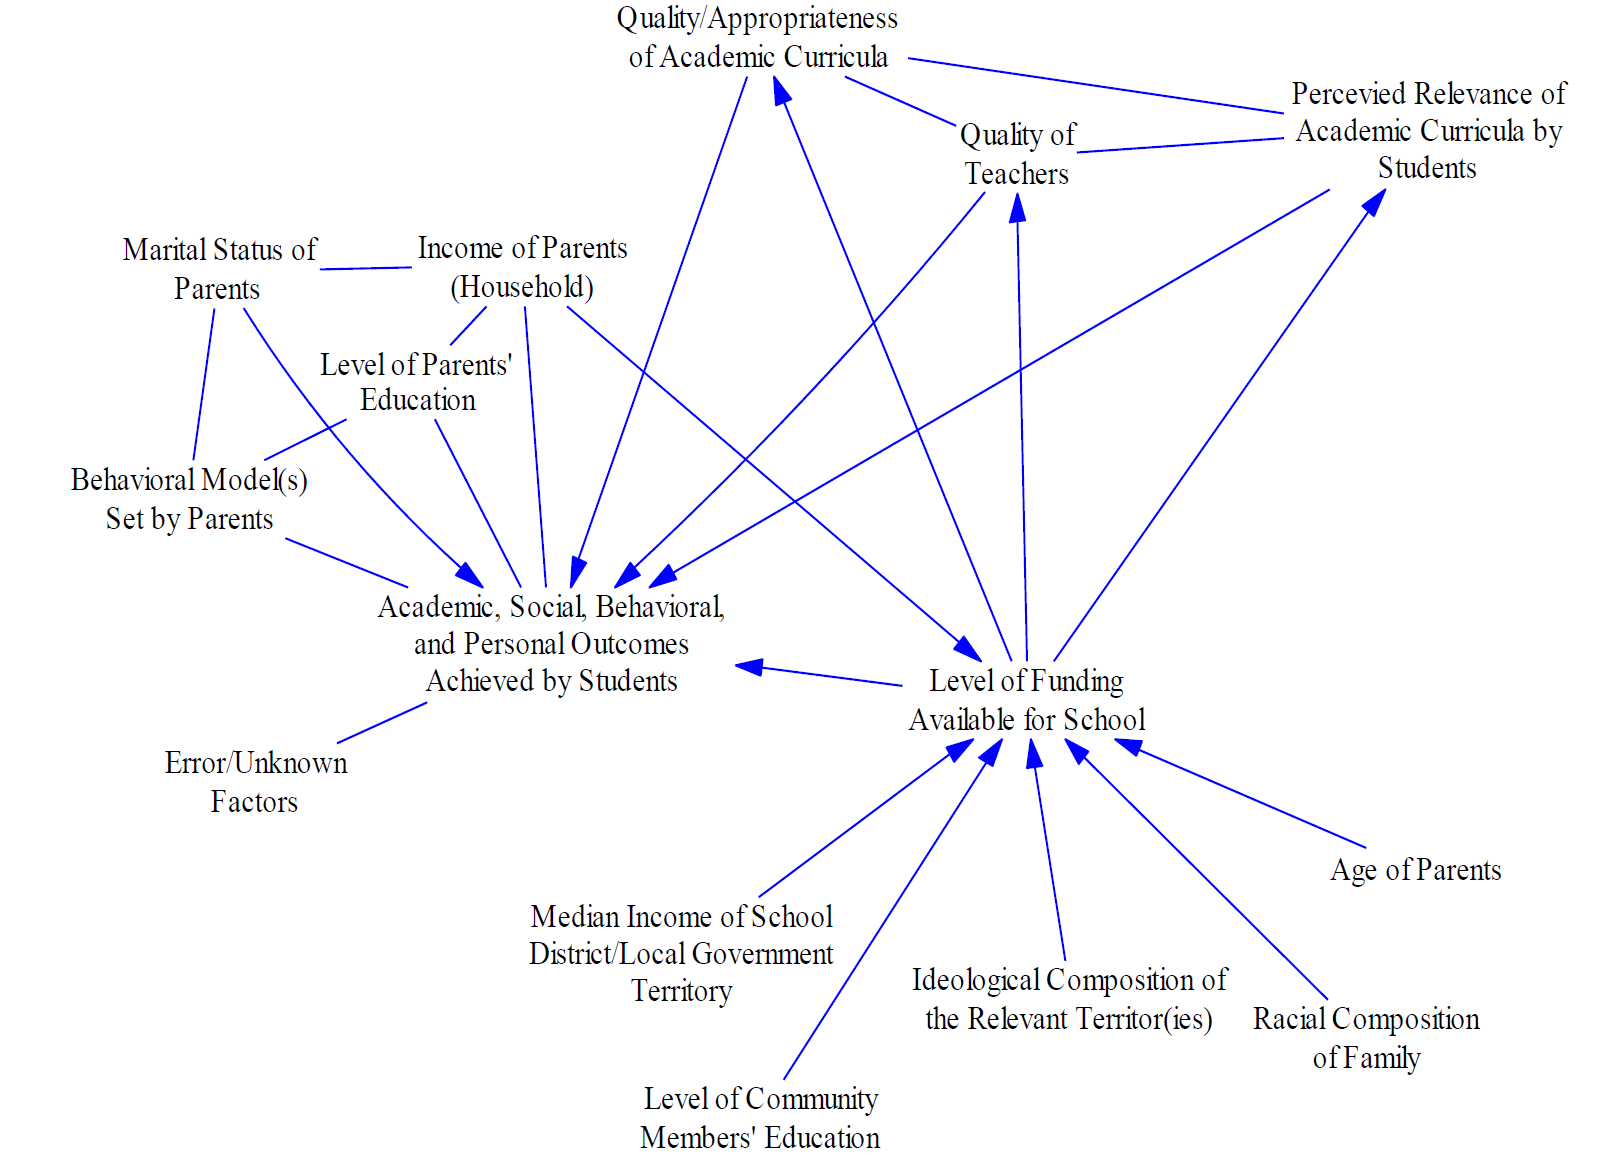 Quality/Appropriateness
of Academic Curricula
Percevied Relevance of
Academic Curricula by
Students
Quality of
Teachers
Marital Status of
Parents
Income of Parents
(Household)
Level of Parents'
Education
Behavioral Model(s)
Set by Parents
Academic, Social, Behavioral,
and Personal Outcomes
Achieved by Students
Level of Funding
Available for School
Error/Unknown
Factors
Age of Parents
Median Income of School
District/Local Government
Territory
Ideological Composition of
the Relevant Territor(ies)
Racial Composition
of Family
Level of Community
Members' Education